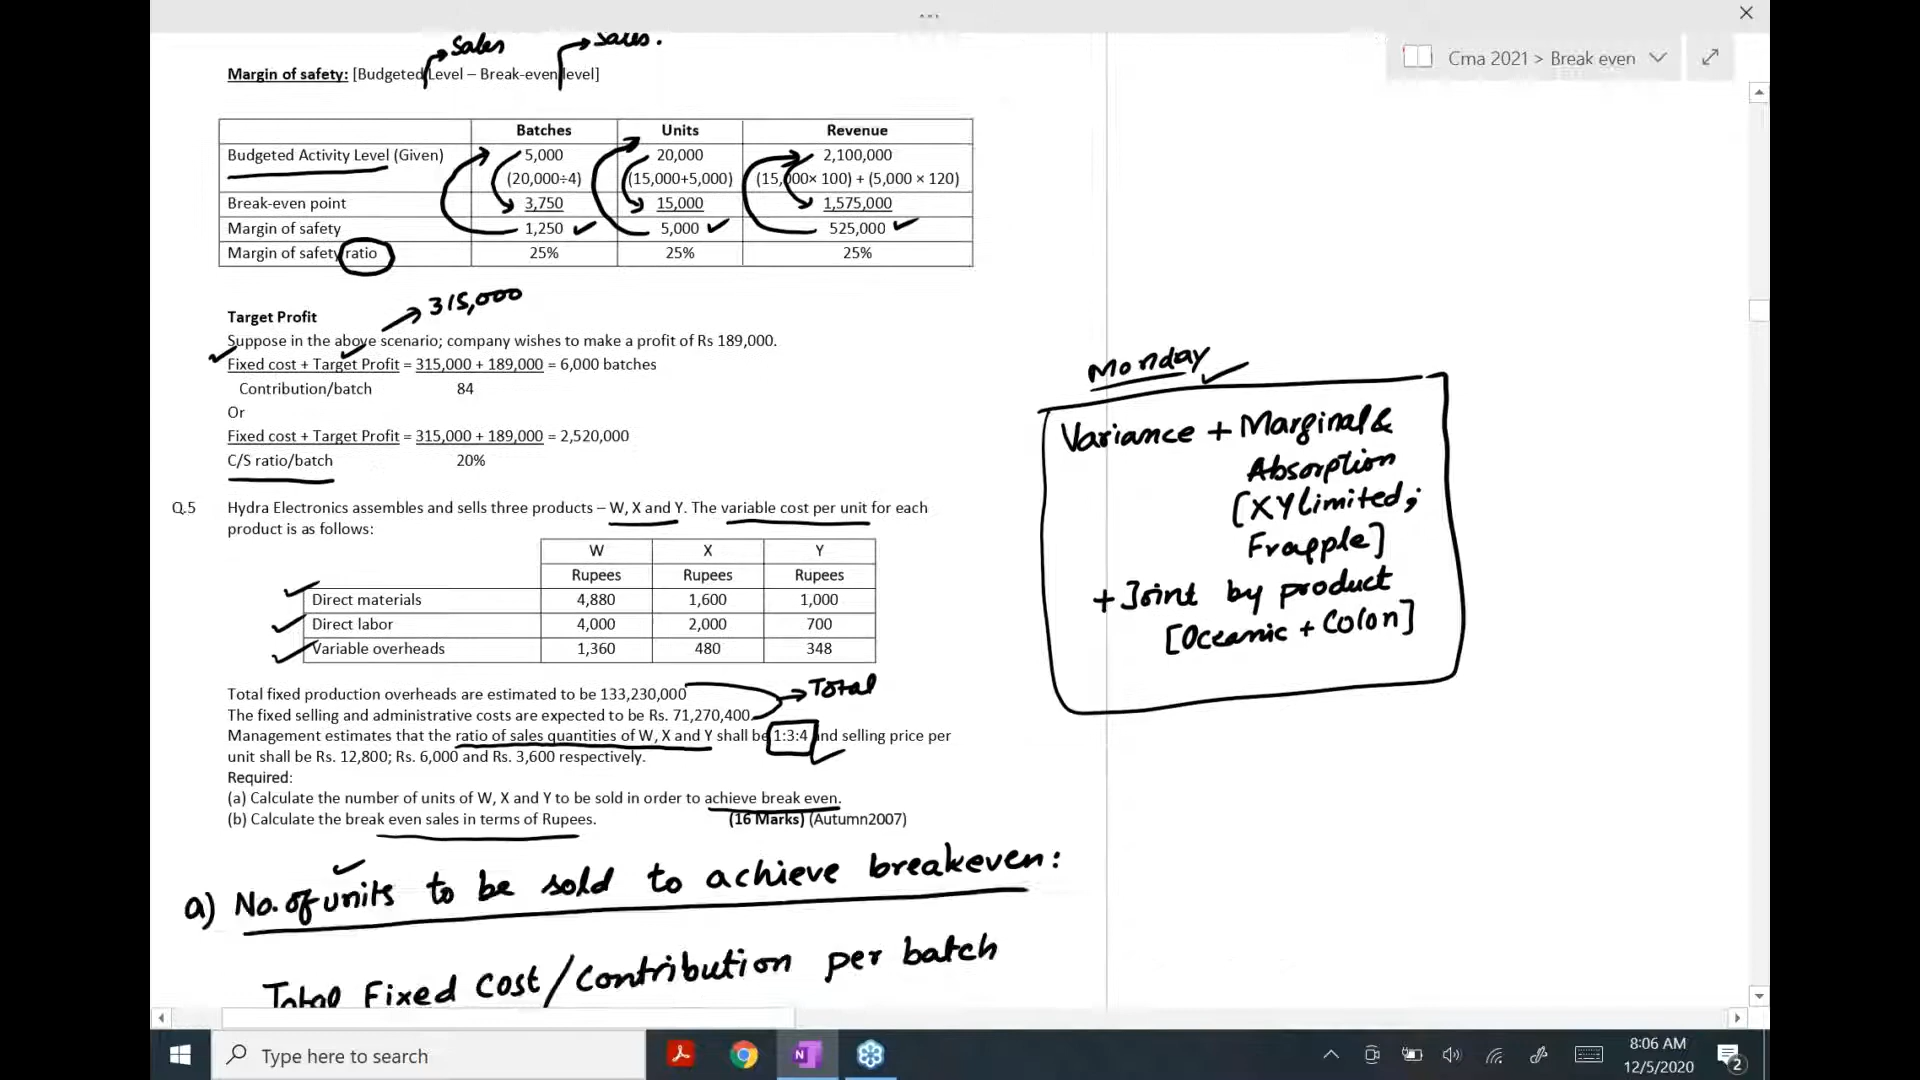 Cma 2021 > Break even
Sales
Sales.
Margin of safety: [Budgeted Level – Break-even level]
Batches Units Revenue
Budgeted Activity Level (Given) 5,000 20,000 2,100,000
(20,000÷4) (15,000+5,000) (15,000× 100) + (5,000 × 120)
Break-even point 3,750 15,000 1,575,000
Margin of safety 1,250 5,000 525,000
Margin of safety ratio 25% 25% 25%
315,000
Target Profit
Suppose in the above scenario; company wishes to make a profit of Rs 189,000.
Fixed cost + Target Profit = 315,000 + 189,000 = 6,000 batches
Contribution/batch 84
Or
Fixed cost + Target Profit = 315,000 + 189,000 = 2,520,000
C/S ratio/batch 20%
Q.5 Hydra Electronics assembles and sells three products – W, X and Y. The variable cost per unit for each
product is as follows:
W X Y
Rupees Rupees Rupees
Direct materials 4,880 1,600 1,000
Direct labor 4,000 2,000 700
Variable overheads 1,360 480 348
Total fixed production overheads are estimated to be 133,230,000
Total
The fixed selling and administrative costs are expected to be Rs. 71,270,400.
Management estimates that the ratio of sales quantities of W, X and Y shall be 1:3:4 and selling price per
unit shall be Rs. 12,800; Rs. 6,000 and Rs. 3,600 respectively.
Required:
(a) Calculate the number of units of W, X and Y to be sold in order to achieve break even.
(b) Calculate the break even sales in terms of Rupees. (16 Marks) (Autumn2007)
a) No. of units to be sold to achieve breakeven:
Total Fixed Cost/Contribution per batch
Monday
Variance + Marginal &
Absorption
[XY limited;
Frapple]
+ Joint by product
[Oceanic + Colon]
Type here to search
8:06 AM
12/5/2020
2